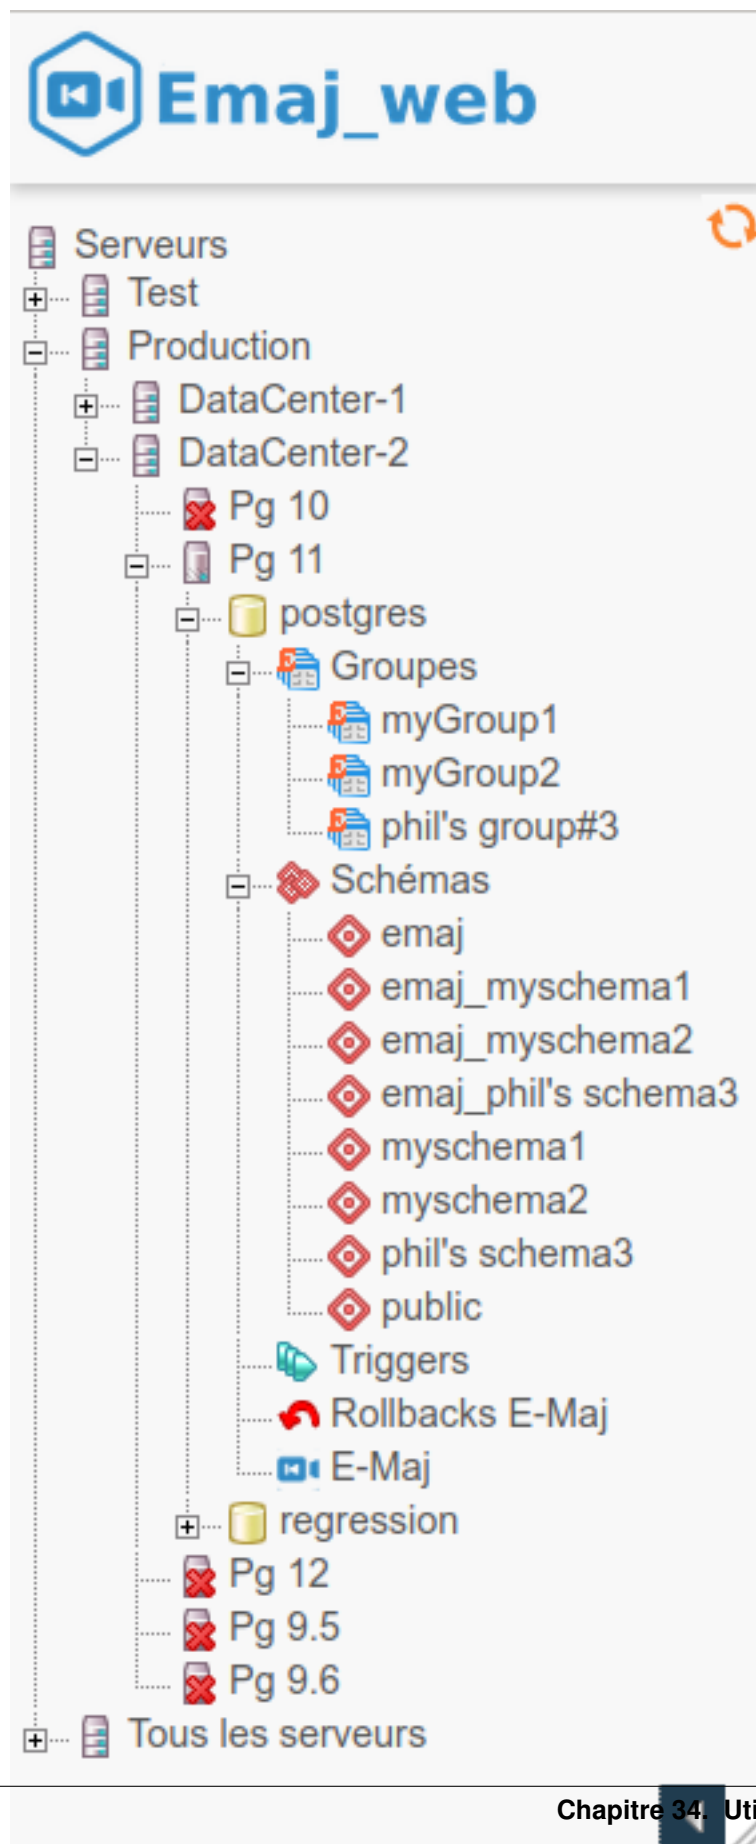 Emaj_web
Serveurs
Test
Production
DataCenter-1
DataCenter-2
Pg 10
Pg 11
postgres
Groupes
myGroup1
myGroup2
phil's group#3
Schémas
emaj
emaj_myschema1
emaj_myschema2
emaj_phil's schema3
myschema1
myschema2
phil's schema3
public
Triggers
Rollbacks E-Maj
E-Maj
regression
Pg 12
Pg 9.5
Pg 9.6
Tous les serveurs
Chapitre 34. Uti